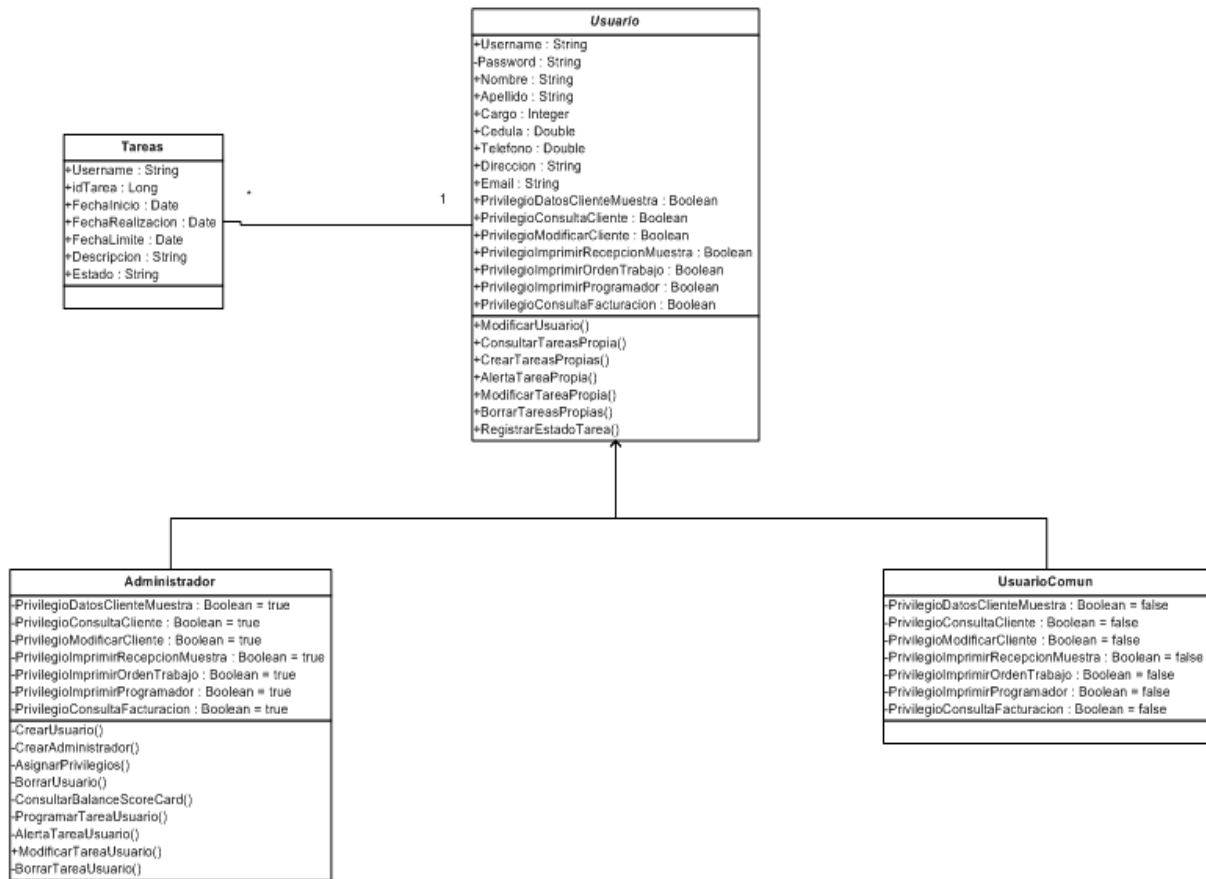 Usuario
+Username : String
-Password : String
+Nombre : String
+Apellido : String
+Cargo : Integer
+Cedula : Double
+Telefono : Double
+Direccion : String
+Email : String
+PrivilegioDatosClienteMuestra : Boolean
+PrivilegioConsultaCliente : Boolean
+PrivilegioModificarCliente : Boolean
+PrivilegioImprimirRecepcionMuestra : Boolean
+PrivilegioImprimirOrdenTrabajo : Boolean
+PrivilegioImprimirProgramador : Boolean
+PrivilegioConsultaFacturacion : Boolean
+ModificarUsuario()
+ConsultarTareasPropia()
+CrearTareasPropias()
+AlertaTareaPropia()
+ModificarTareaPropia()
+BorrarTareasPropias()
+RegistrarEstadoTarea()
Tareas
+Username : String
+idTarea : Long
+FechaInicio : Date
+FechaRealizacion : Date
+FechaLimite : Date
+Descripcion : String
+Estado : String
*
1
Administrador
-PrivilegioDatosClienteMuestra : Boolean = true
-PrivilegioConsultaCliente : Boolean = true
-PrivilegioModificarCliente : Boolean = true
-PrivilegioImprimirRecepcionMuestra : Boolean = true
-PrivilegioImprimirOrdenTrabajo : Boolean = true
-PrivilegioImprimirProgramador : Boolean = true
-PrivilegioConsultaFacturacion : Boolean = true
-CrearUsuario()
-CrearAdministrador()
-AsignarPrivilegios()
-BorrarUsuario()
-ConsultarBalanceScoreCard()
-ProgramarTareaUsuario()
-AlertaTareaUsuario()
+ModificarTareaUsuario()
-BorrarTareaUsuario()
UsuarioComun
-PrivilegioDatosClienteMuestra : Boolean = false
-PrivilegioConsultaCliente : Boolean = false
-PrivilegioModificarCliente : Boolean = false
-PrivilegioImprimirRecepcionMuestra : Boolean = false
-PrivilegioImprimirOrdenTrabajo : Boolean = false
-PrivilegioImprimirProgramador : Boolean = false
-PrivilegioConsultaFacturacion : Boolean = false